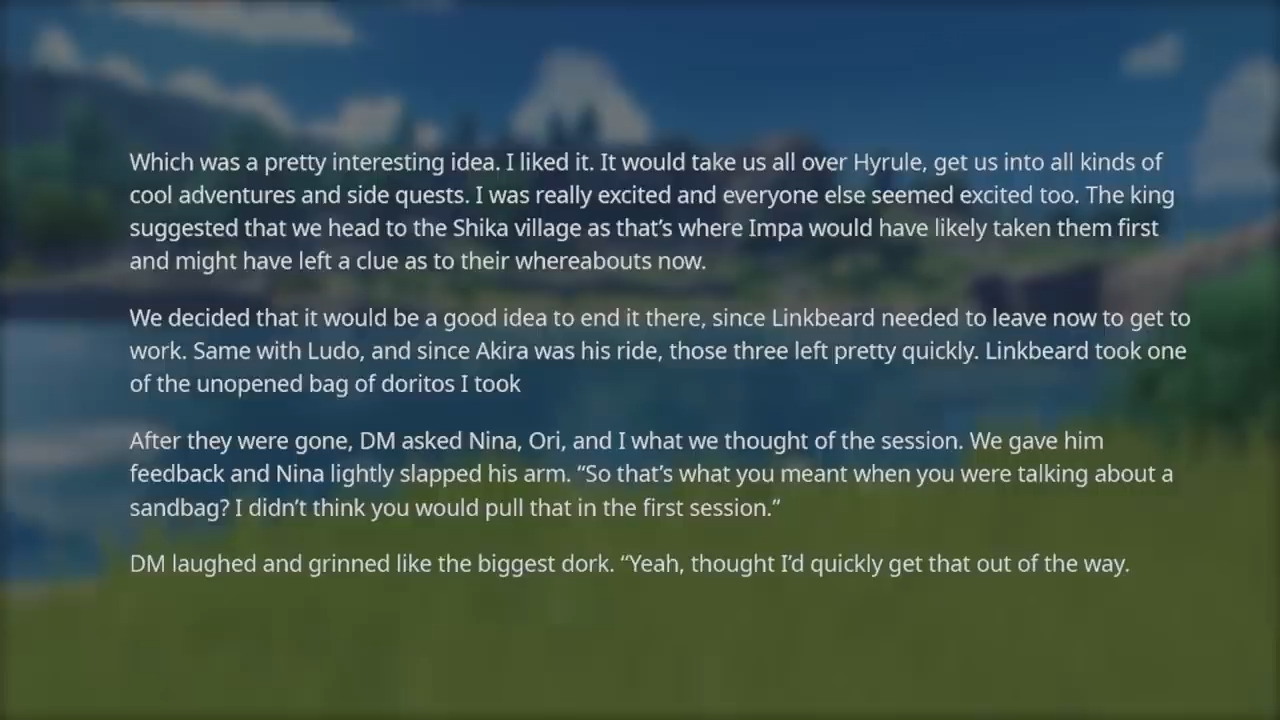 Which was a pretty interesting idea. I liked it. It would take us all over Hyrule, get us into all kinds of
cool adventures and side quests. I was really excited and everyone else seemed excited too. The king
suggested that we head to the Shika village as that’s where Impa would have likely taken them first
and might have left a clue as to their whereabouts now.
We decided that it would be a good idea to end it there, since Linkbeard needed to leave now to get to
work. Same with Ludo, and since Akira was his ride, those three left pretty quickly. Linkbeard took one
of the unopened bag of doritos I took
After they were gone, DM asked Nina, Ori, and I what we thought of the session. We gave him
feedback and Nina lightly slapped his arm. “So that’s what you meant when you were talking about a
sandbag? I didn’t think you would pull that in the first session.”
DM laughed and grinned like the biggest dork. “Yeah, thought I’d quickly get that out of the way.